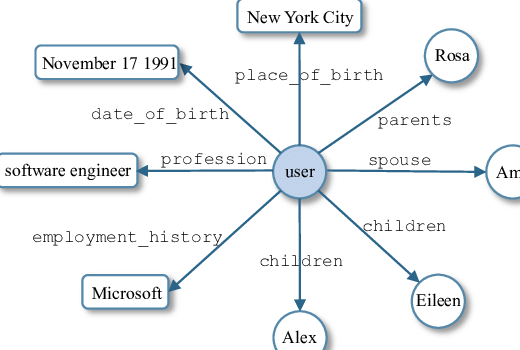 New York City
Rosa
November 17 1991
place_of_birth
date_of_birth
parents
profession
spouse
software engineer
user
children
employment_history
children
Microsoft
Eileen
Alex